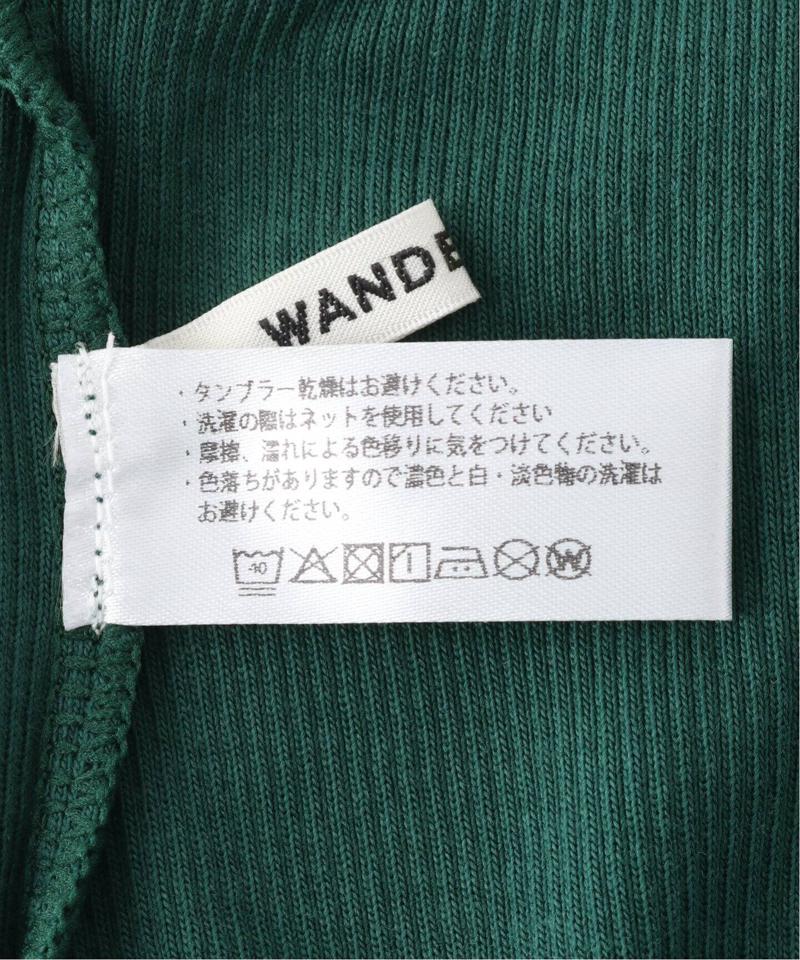 WANDE
・タンブラー乾燥はお避けください。
・洗濯の際はネットを使用してください
・摩擦、濡れによる色移りに気をつけてください。
・色落ちがありますので濃色と白・淡色物の洗濯は
お避けください。
40
W